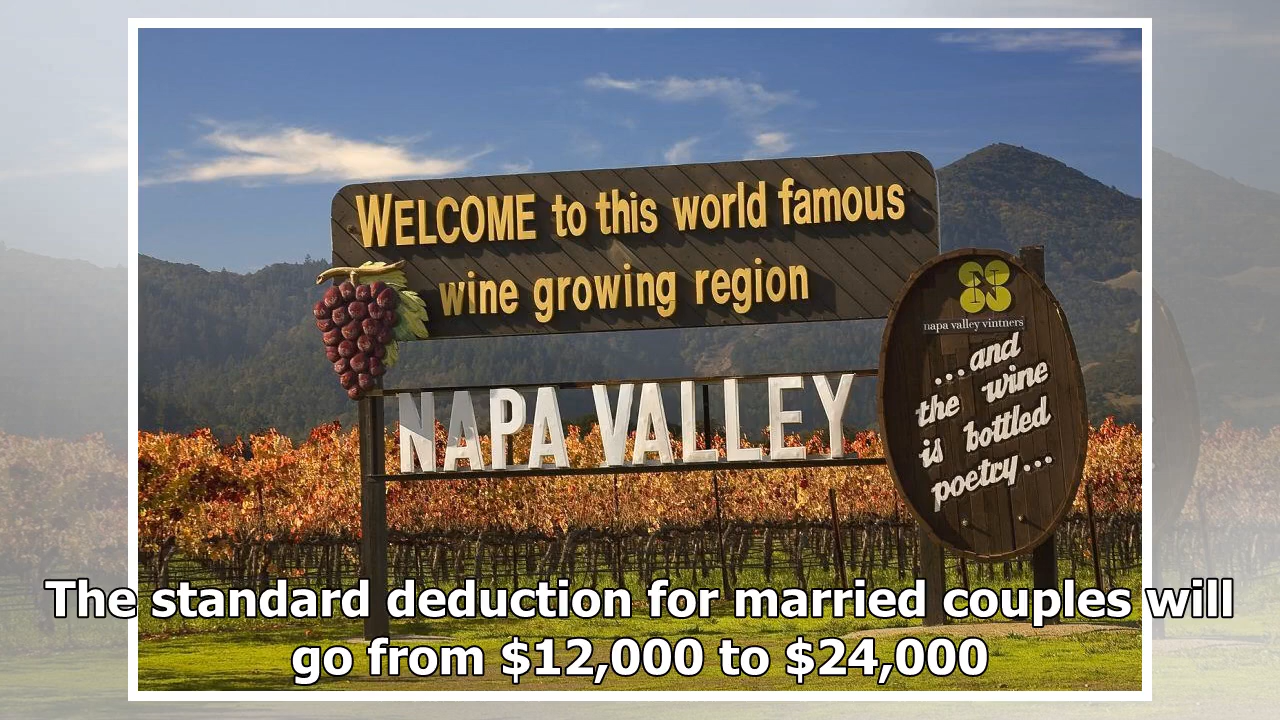 WELCOME to this world famous
wine growing region
NAPA VALLEY
napa valley vintners
...and
the wine
is bottled
poetry...
The standard deduction for married couples will
go from $12,000 to $24,000